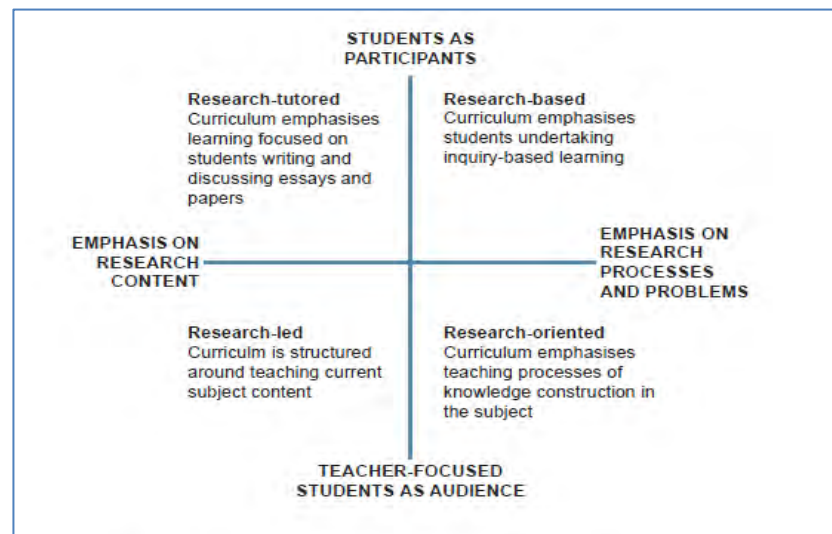 STUDENTS AS
PARTICIPANTS
Research-tutored
Curriculum emphasises
learning focused on
students writing and
discussing essays and
papers
Research-based
Curriculum emphasises
students undertaking
inquiry-based learning
EMPHASIS ON
RESEARCH
CONTENT
EMPHASIS ON
RESEARCH
PROCESSES
AND PROBLEMS
Research-led
Curriculm is structured
around teaching current
subject content
Research-oriented
Curriculum emphasises
teaching processes of
knowledge construction in
the subject
TEACHER-FOCUSED
STUDENTS AS AUDIENCE